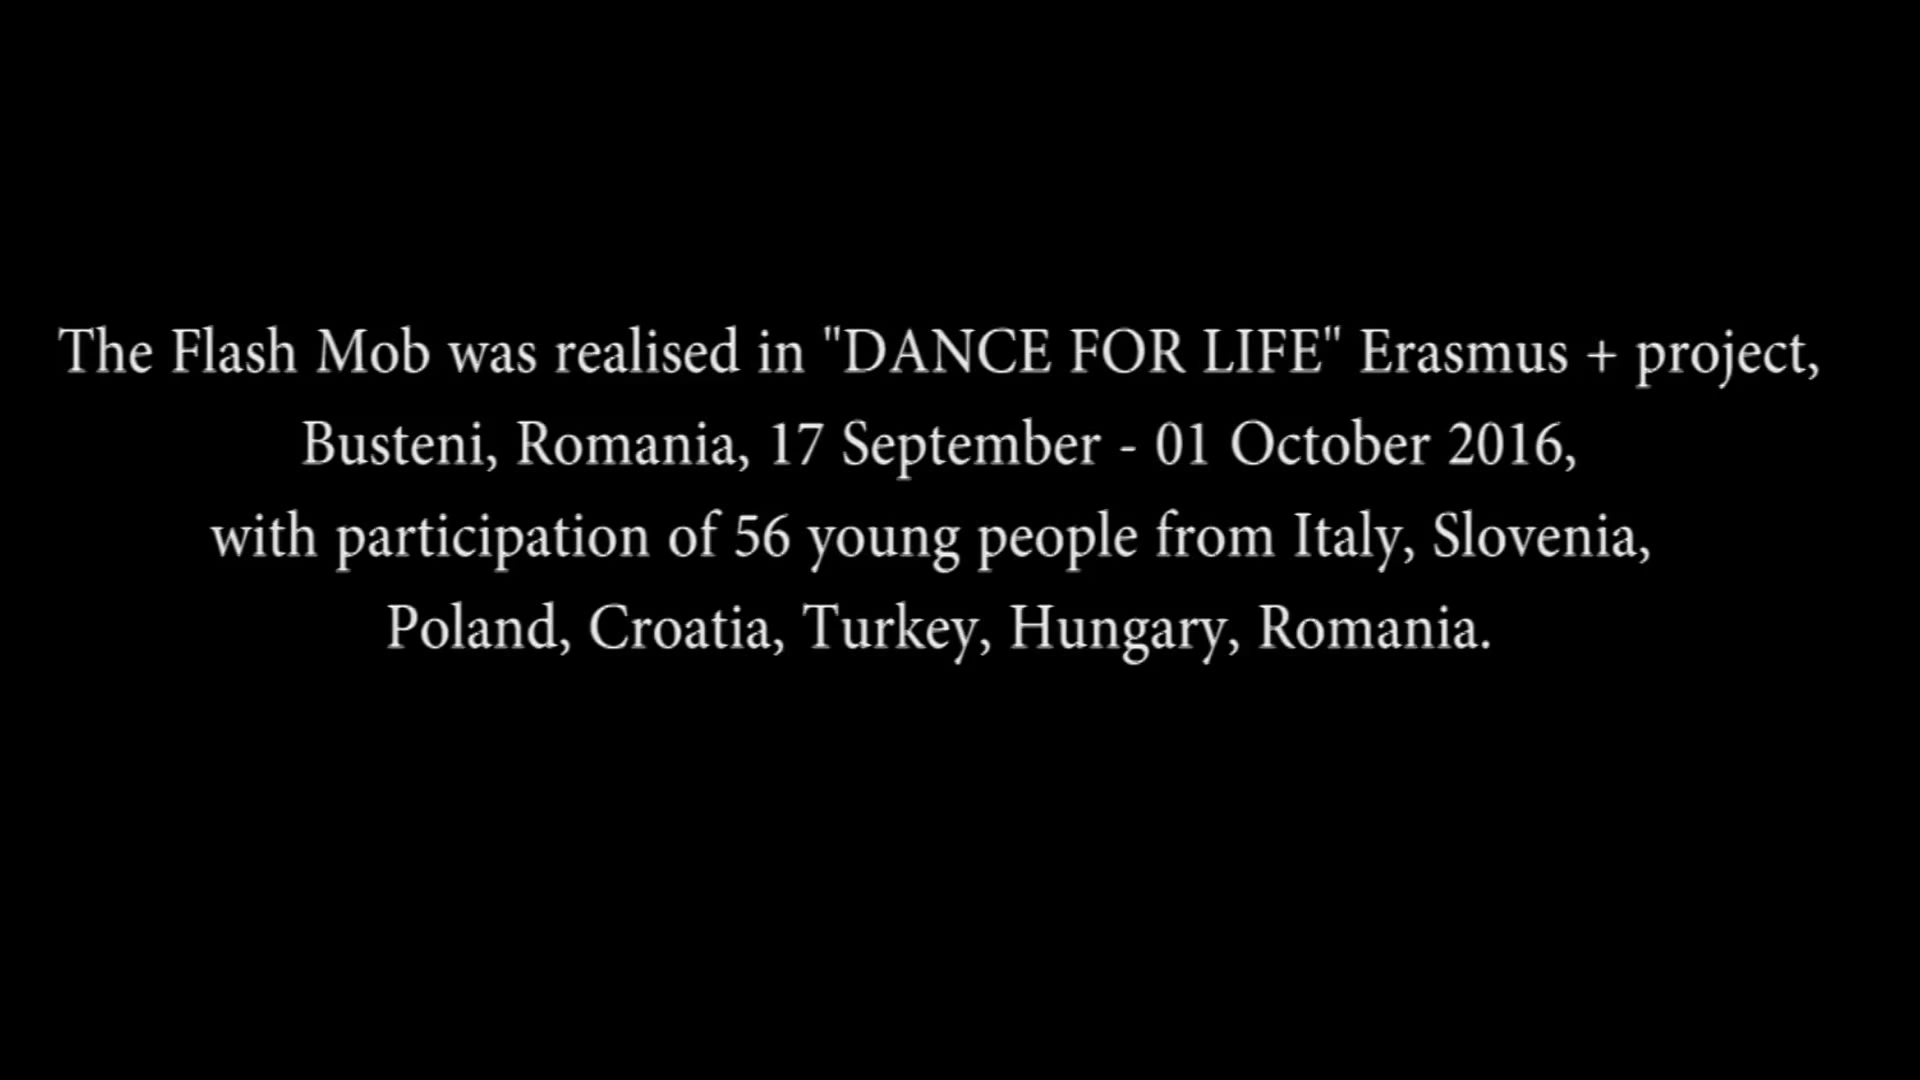 The Flash Mob was realised in "DANCE FOR LIFE" Erasmus + project,
Busteni, Romania, 17 September - 01 October 2016,
with participation of 56 young people from Italy, Slovenia,
Poland, Croatia, Turkey, Hungary, Romania.